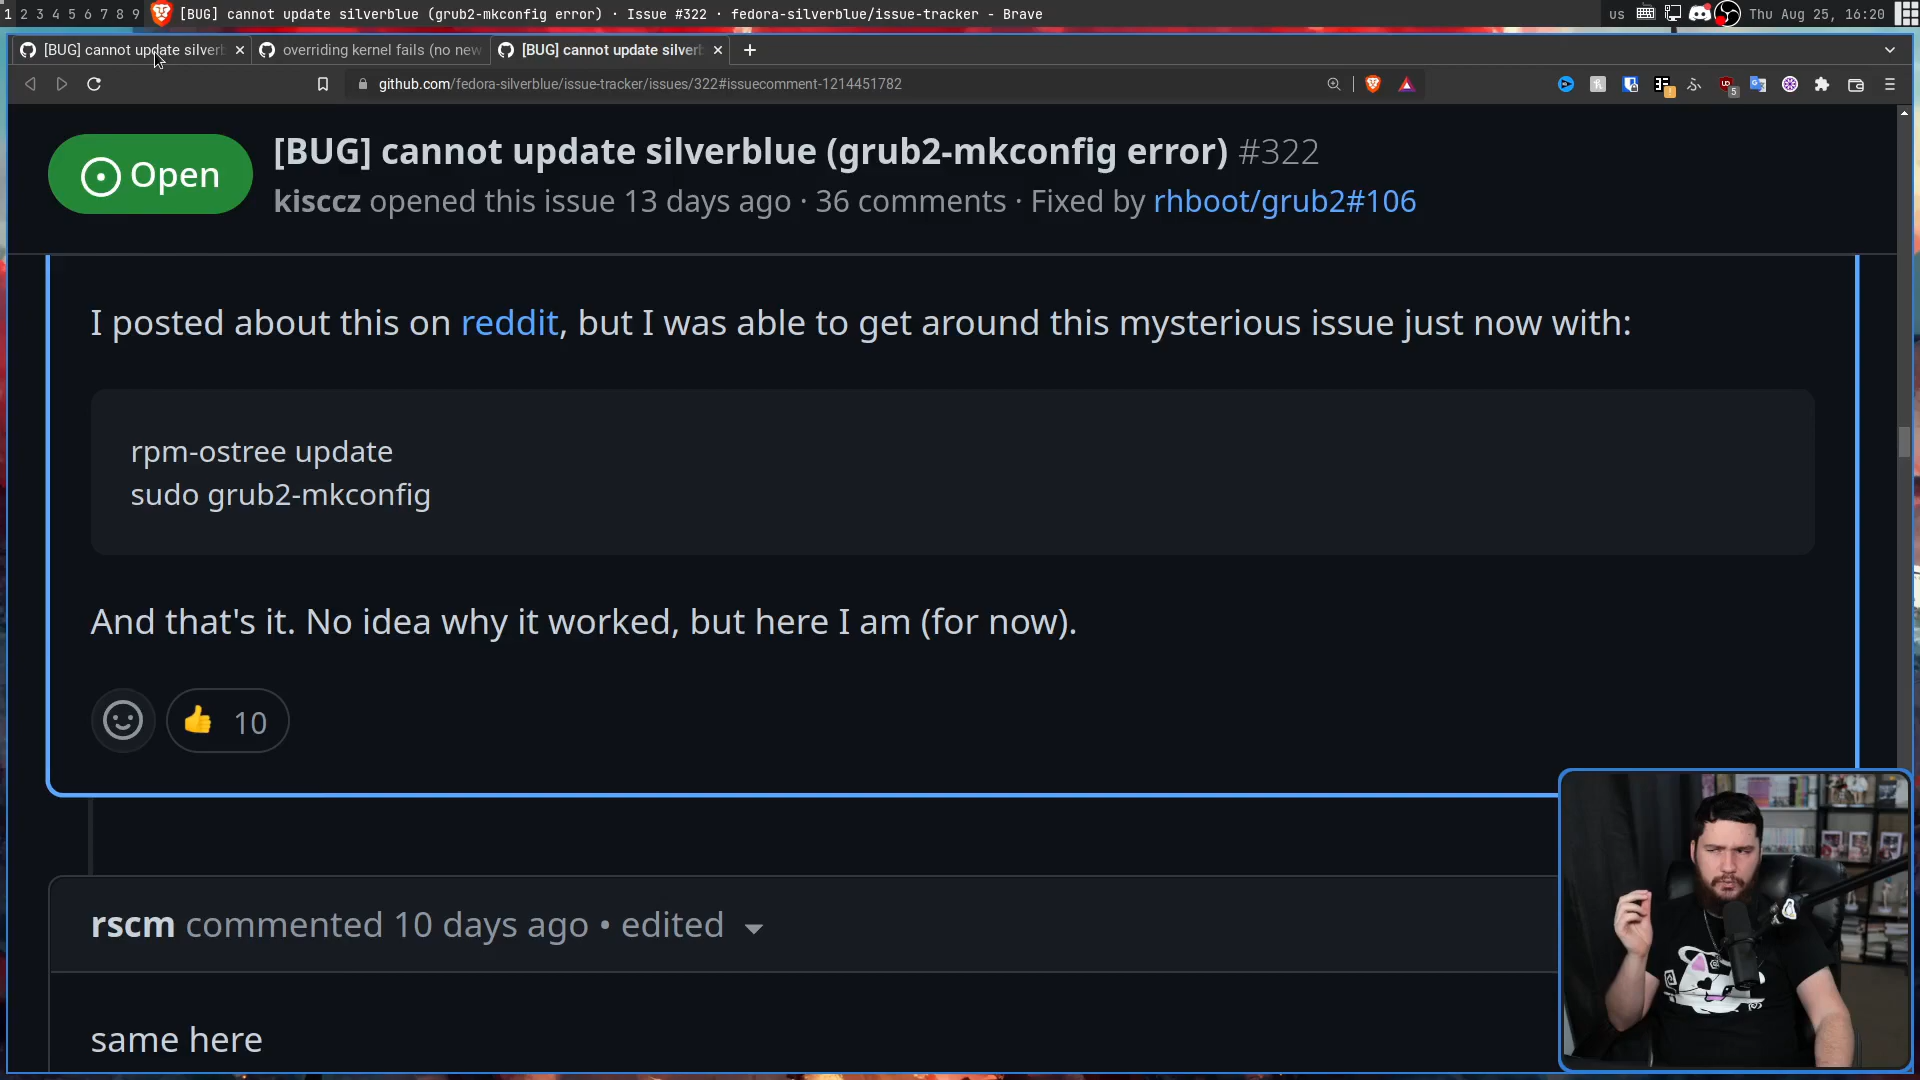 1 2 3 4 5 6 7 8 9 [BUG] cannot update silverblue (grub2-mkconfig error) · Issue #322 · fedora-silverblue/issue-tracker - Brave us Thu Aug 25, 16:20
[BUG] cannot update silver overriding kernel fails (no new [BUG] cannot update silver
github.com/fedora-silverblue/issue-tracker/issues/322#issuecomment-1214451782
5
Open
[BUG] cannot update silverblue (grub2-mkconfig error) #322
kisccz opened this issue 13 days ago · 36 comments · Fixed by rhboot/grub2#106
I posted about this on reddit, but I was able to get around this mysterious issue just now with:
rpm-ostree update
sudo grub2-mkconfig
And that's it. No idea why it worked, but here I am (for now).
10
rscm commented 10 days ago • edited
same here